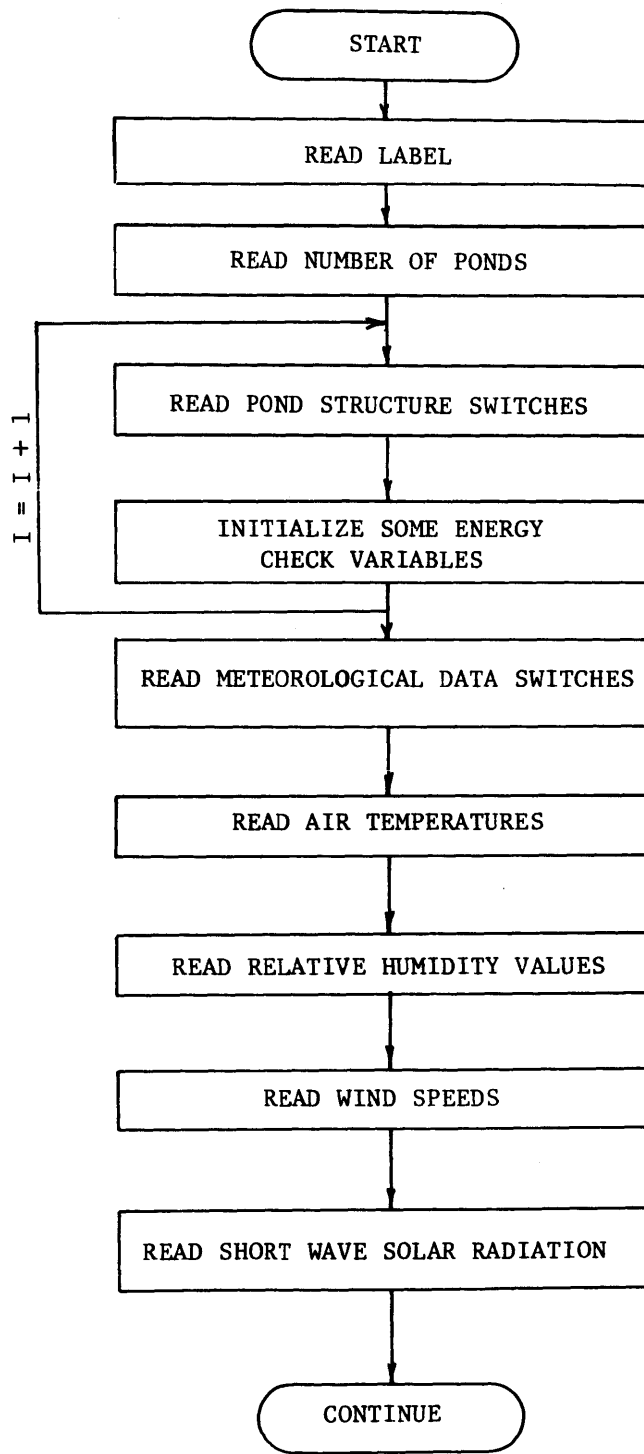 START
READ LABEL
READ NUMBER OF PONDS
READ POND STRUCTURE SWITCHES
I = I + 1
INITIALIZE SOME ENERGY
CHECK VARIABLES
READ METEOROLOGICAL DATA SWITCHES
READ AIR TEMPERATURES
READ RELATIVE HUMIDITY VALUES
READ WIND SPEEDS
READ SHORT WAVE SOLAR RADIATION
CONTINUE